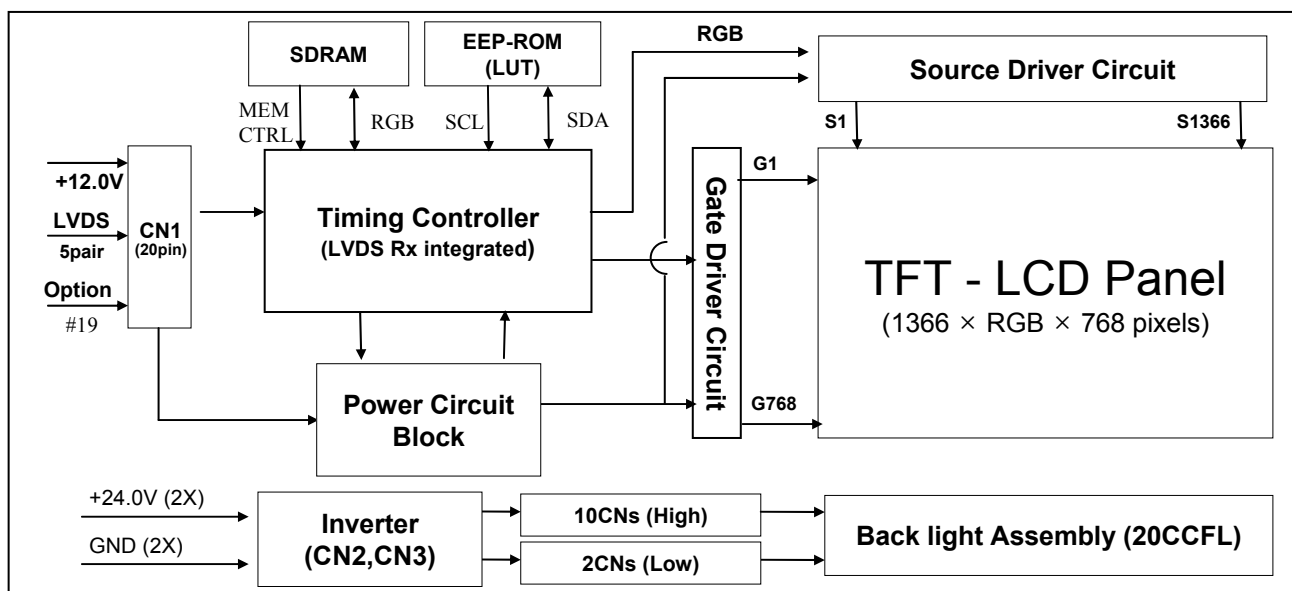 SDRAM
EEP-ROM
(LUT)
RGB
Source Driver Circuit
MEM
CTRL
RGB
SCL
SDA
S1
S1366
+12.0V
LVDS
5pair
Option
#19
CN1
(20pin)
Timing Controller
(LVDS Rx integrated)
Gate Driver Circuit
G1
G768
TFT - LCD Panel
(1366 × RGB × 768 pixels)
Power Circuit
Block
+24.0V (2X)
GND (2X)
Inverter
(CN2,CN3)
10CNs (High)
2CNs (Low)
Back light Assembly (20CCFL)